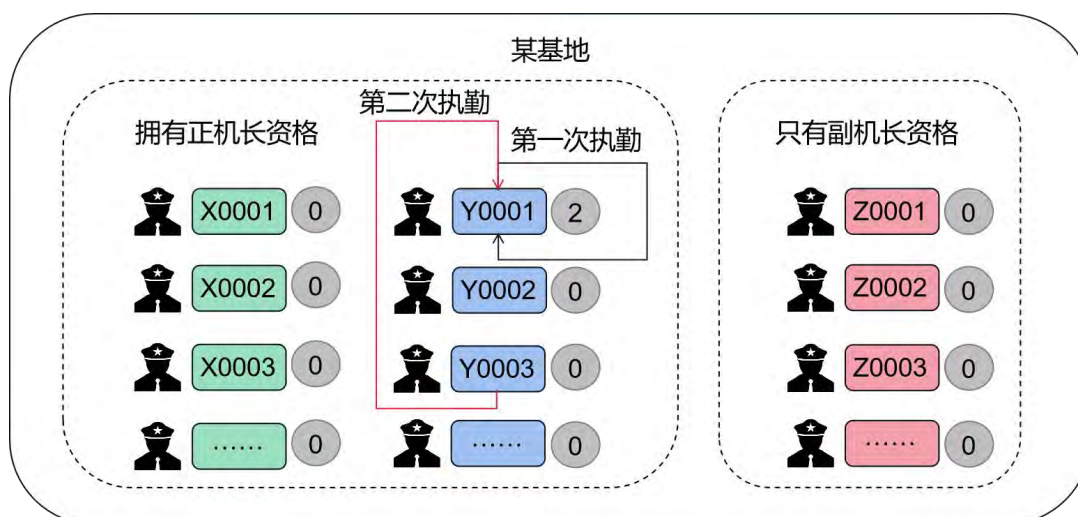 某基地
第二次执勤
拥有正机长资格
第一次执勤
只有副机长资格
X0001 0
Y0001 2
Z0001 0
X0002 0
Y0002 0
Z0002 0
X0003 0
Y0003 0
Z0003 0
…… 0
…… 0
…… 0